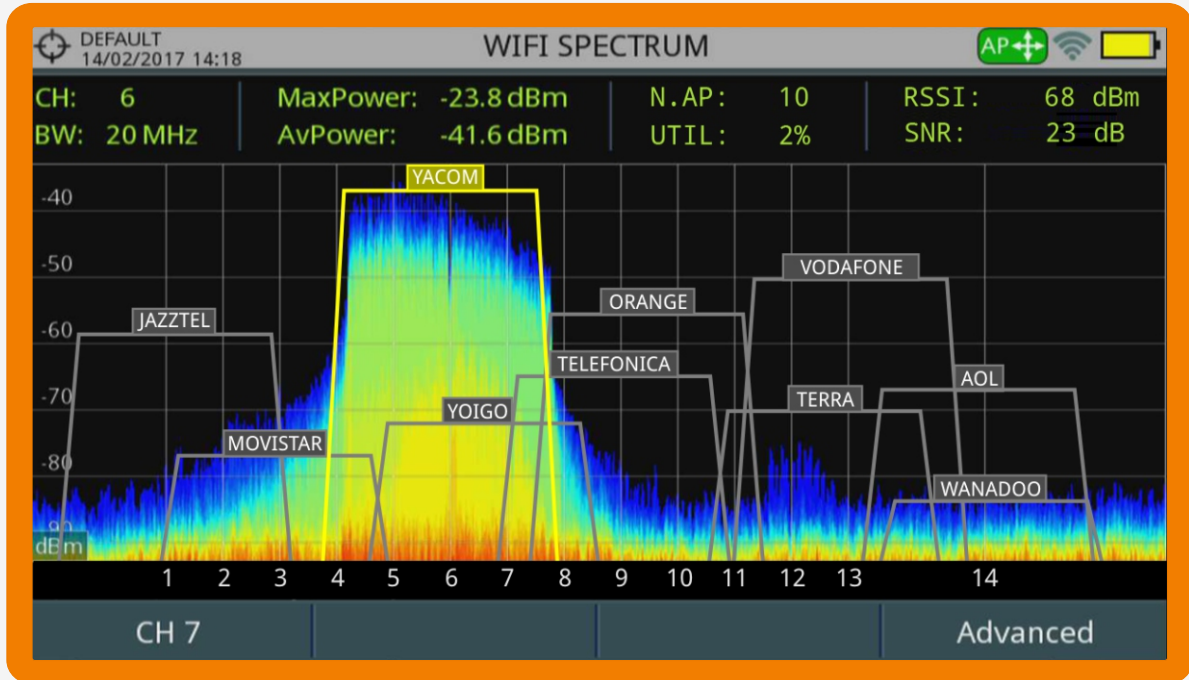 DEFAULT
14/02/2017 14:18
WIFI SPECTRUM
AP
CH: 6
MaxPower: -23.8 dBm
N.AP: 10
RSSI: 68 dBm
BW: 20 MHz
AvPower: -41.6 dBm
UTIL: 2%
SNR: 23 dB
YACOM
-40
-50
VODAFONE
ORANGE
JAZZTEL
-60
TELEFONICA
AOL
-70
TERRA
YOIGO
MOVISTAR
-80
WANADOO
-90
dBm
1 2 3 4 5 6 7 8 9 10 11 12 13 14
CH 7
Advanced